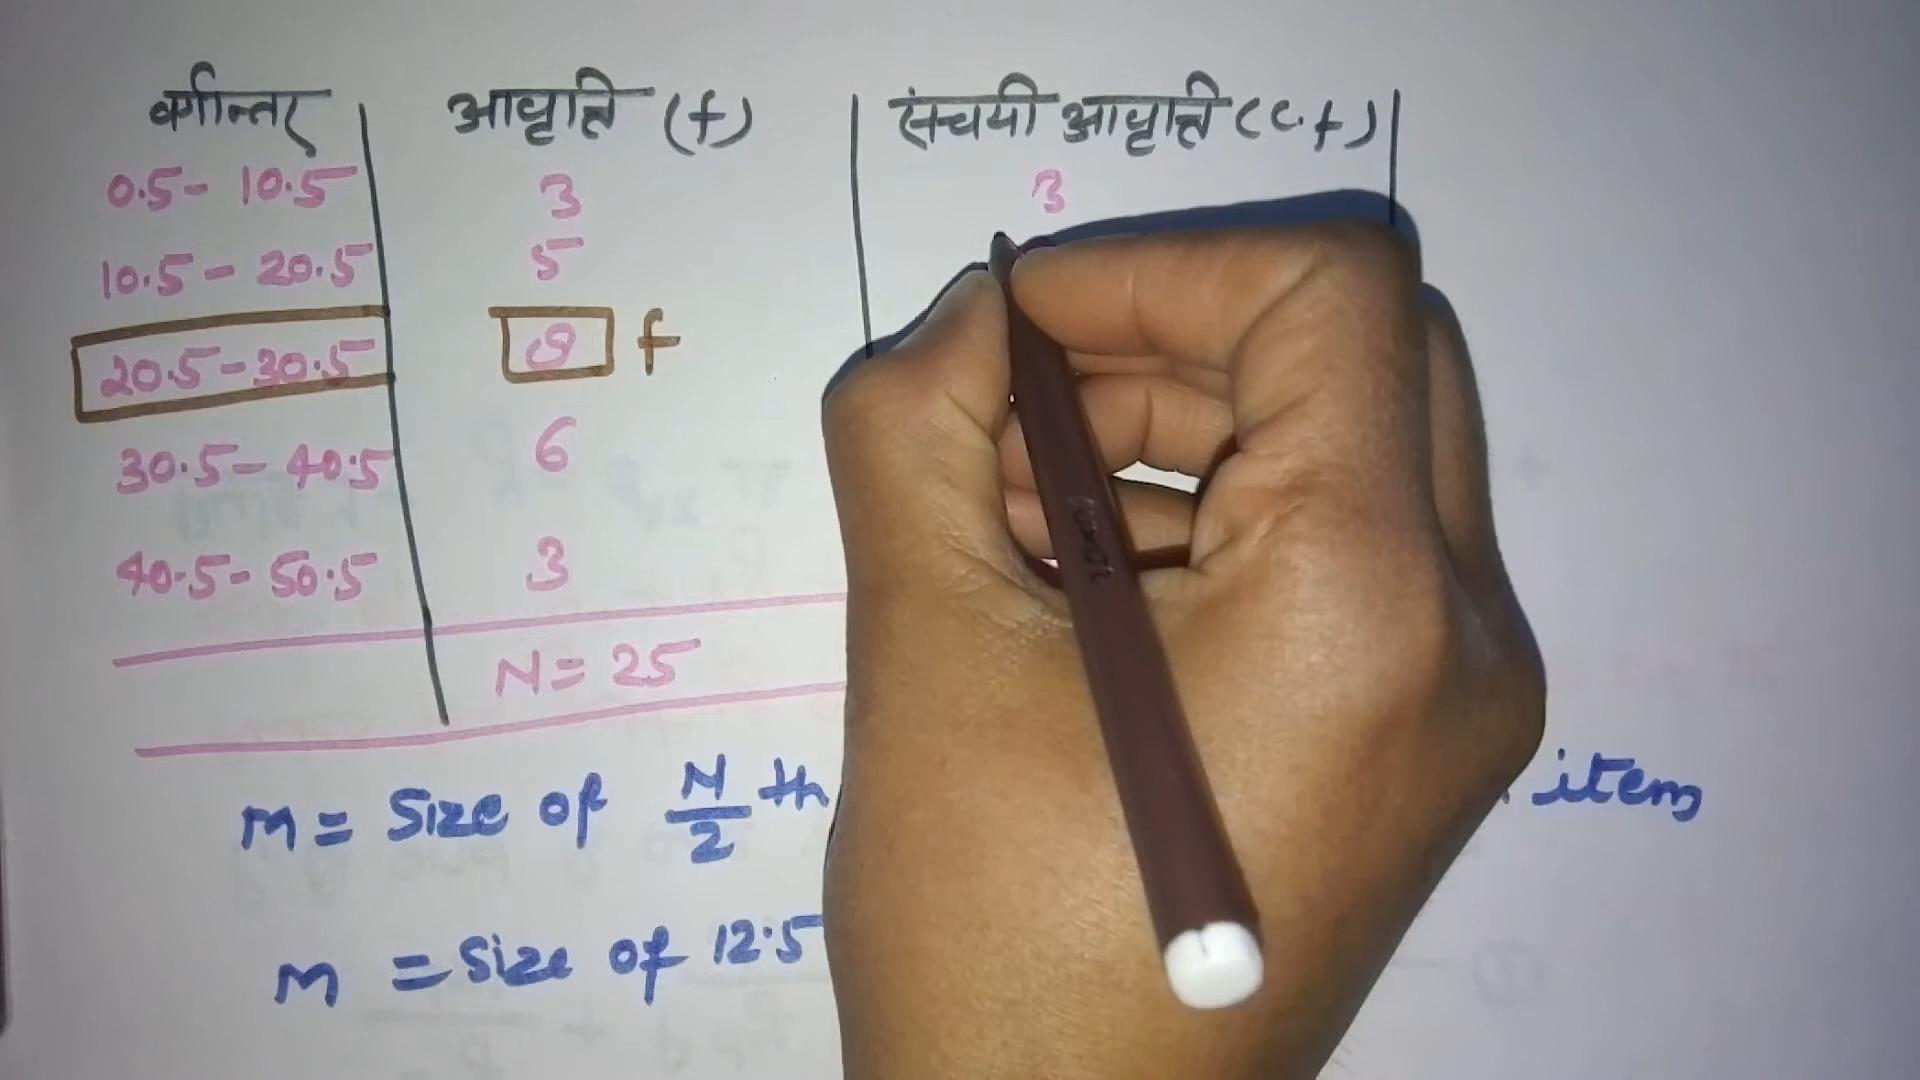 वर्गान्तर आवृत्ति (f) संचयी आवृत्ति (c.f)
0.5- 10.5 3 3
10.5 - 20.5 5
20.5-30.5 8 f
30.5- 40.5 6
40.5- 50.5 3
N= 25
m = Size of N/2 th item
m = Size of 12.5